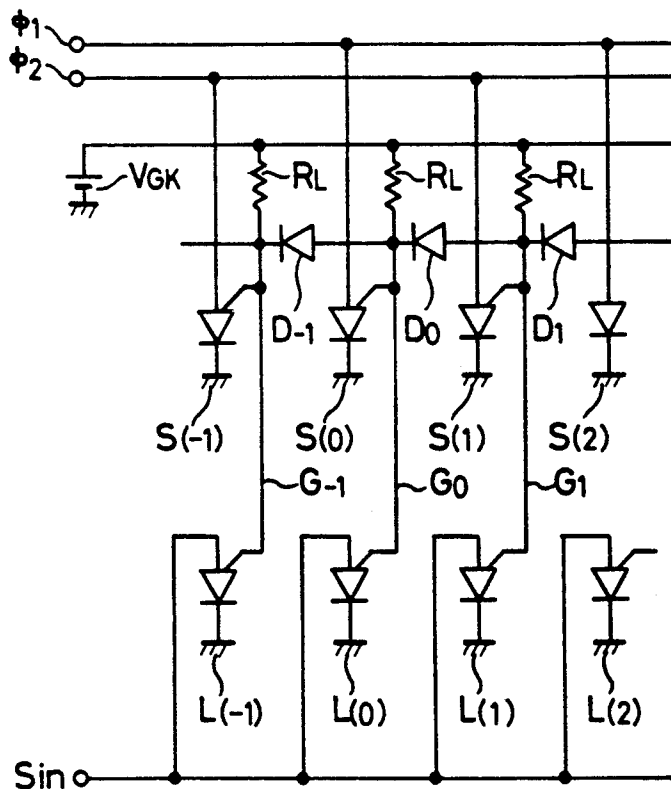 Φ1
Φ2
VGK
RL
RL
RL
D-1
D0
D1
S(-1)
S(0)
S(1)
S(2)
G-1
G0
G1
L(-1)
L(0)
L(1)
L(2)
Sin